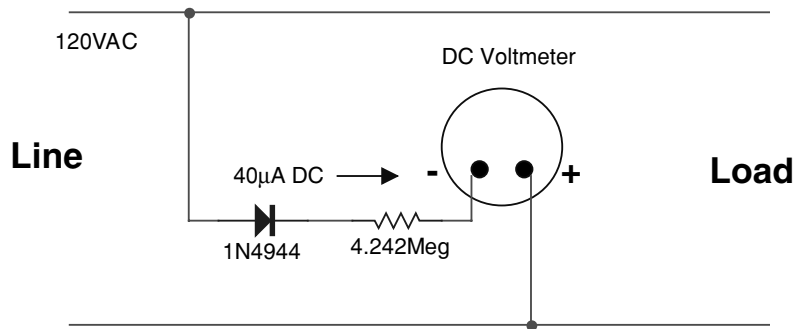 120VAC
DC Voltmeter
Line
40μA DC
-
+
Load
1N4944
4.242Meg